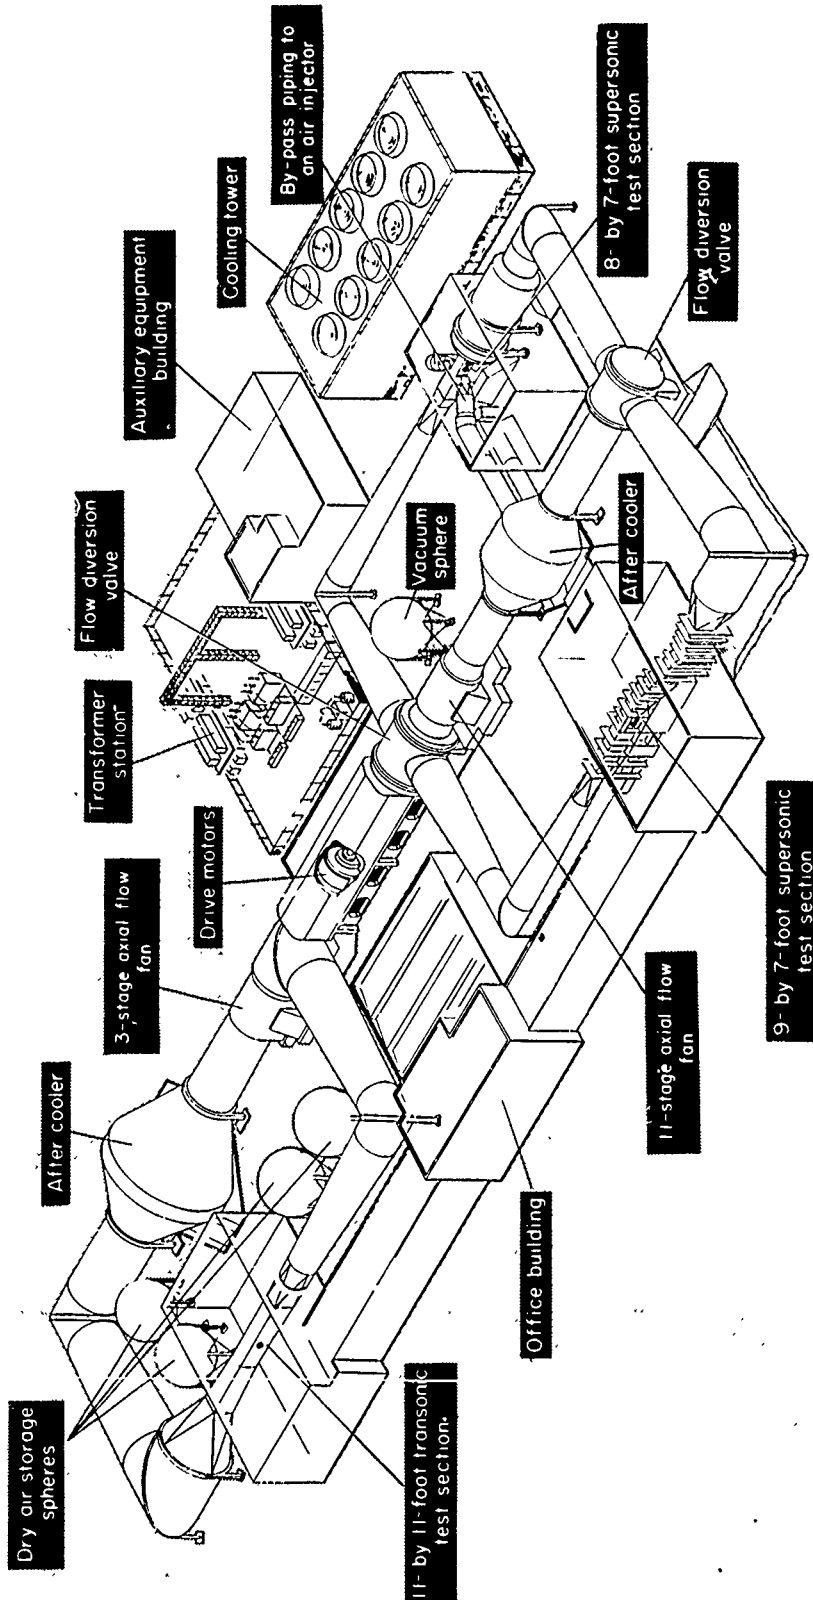 Dry air storage
spheres
After cooler
3-stage axial flow
fan
Drive motors
Transformer
station
Flow diversion
valve
Auxiliary equipment
building
Cooling tower
By-pass piping to
an air injector
8- by 7-foot supersonic
test section
Flow diversion
valve
Vacuum
sphere
After cooler
11- by 11-foot transonic
test section
Office building
11-stage axial flow
fan
9- by 7-foot supersonic
test section